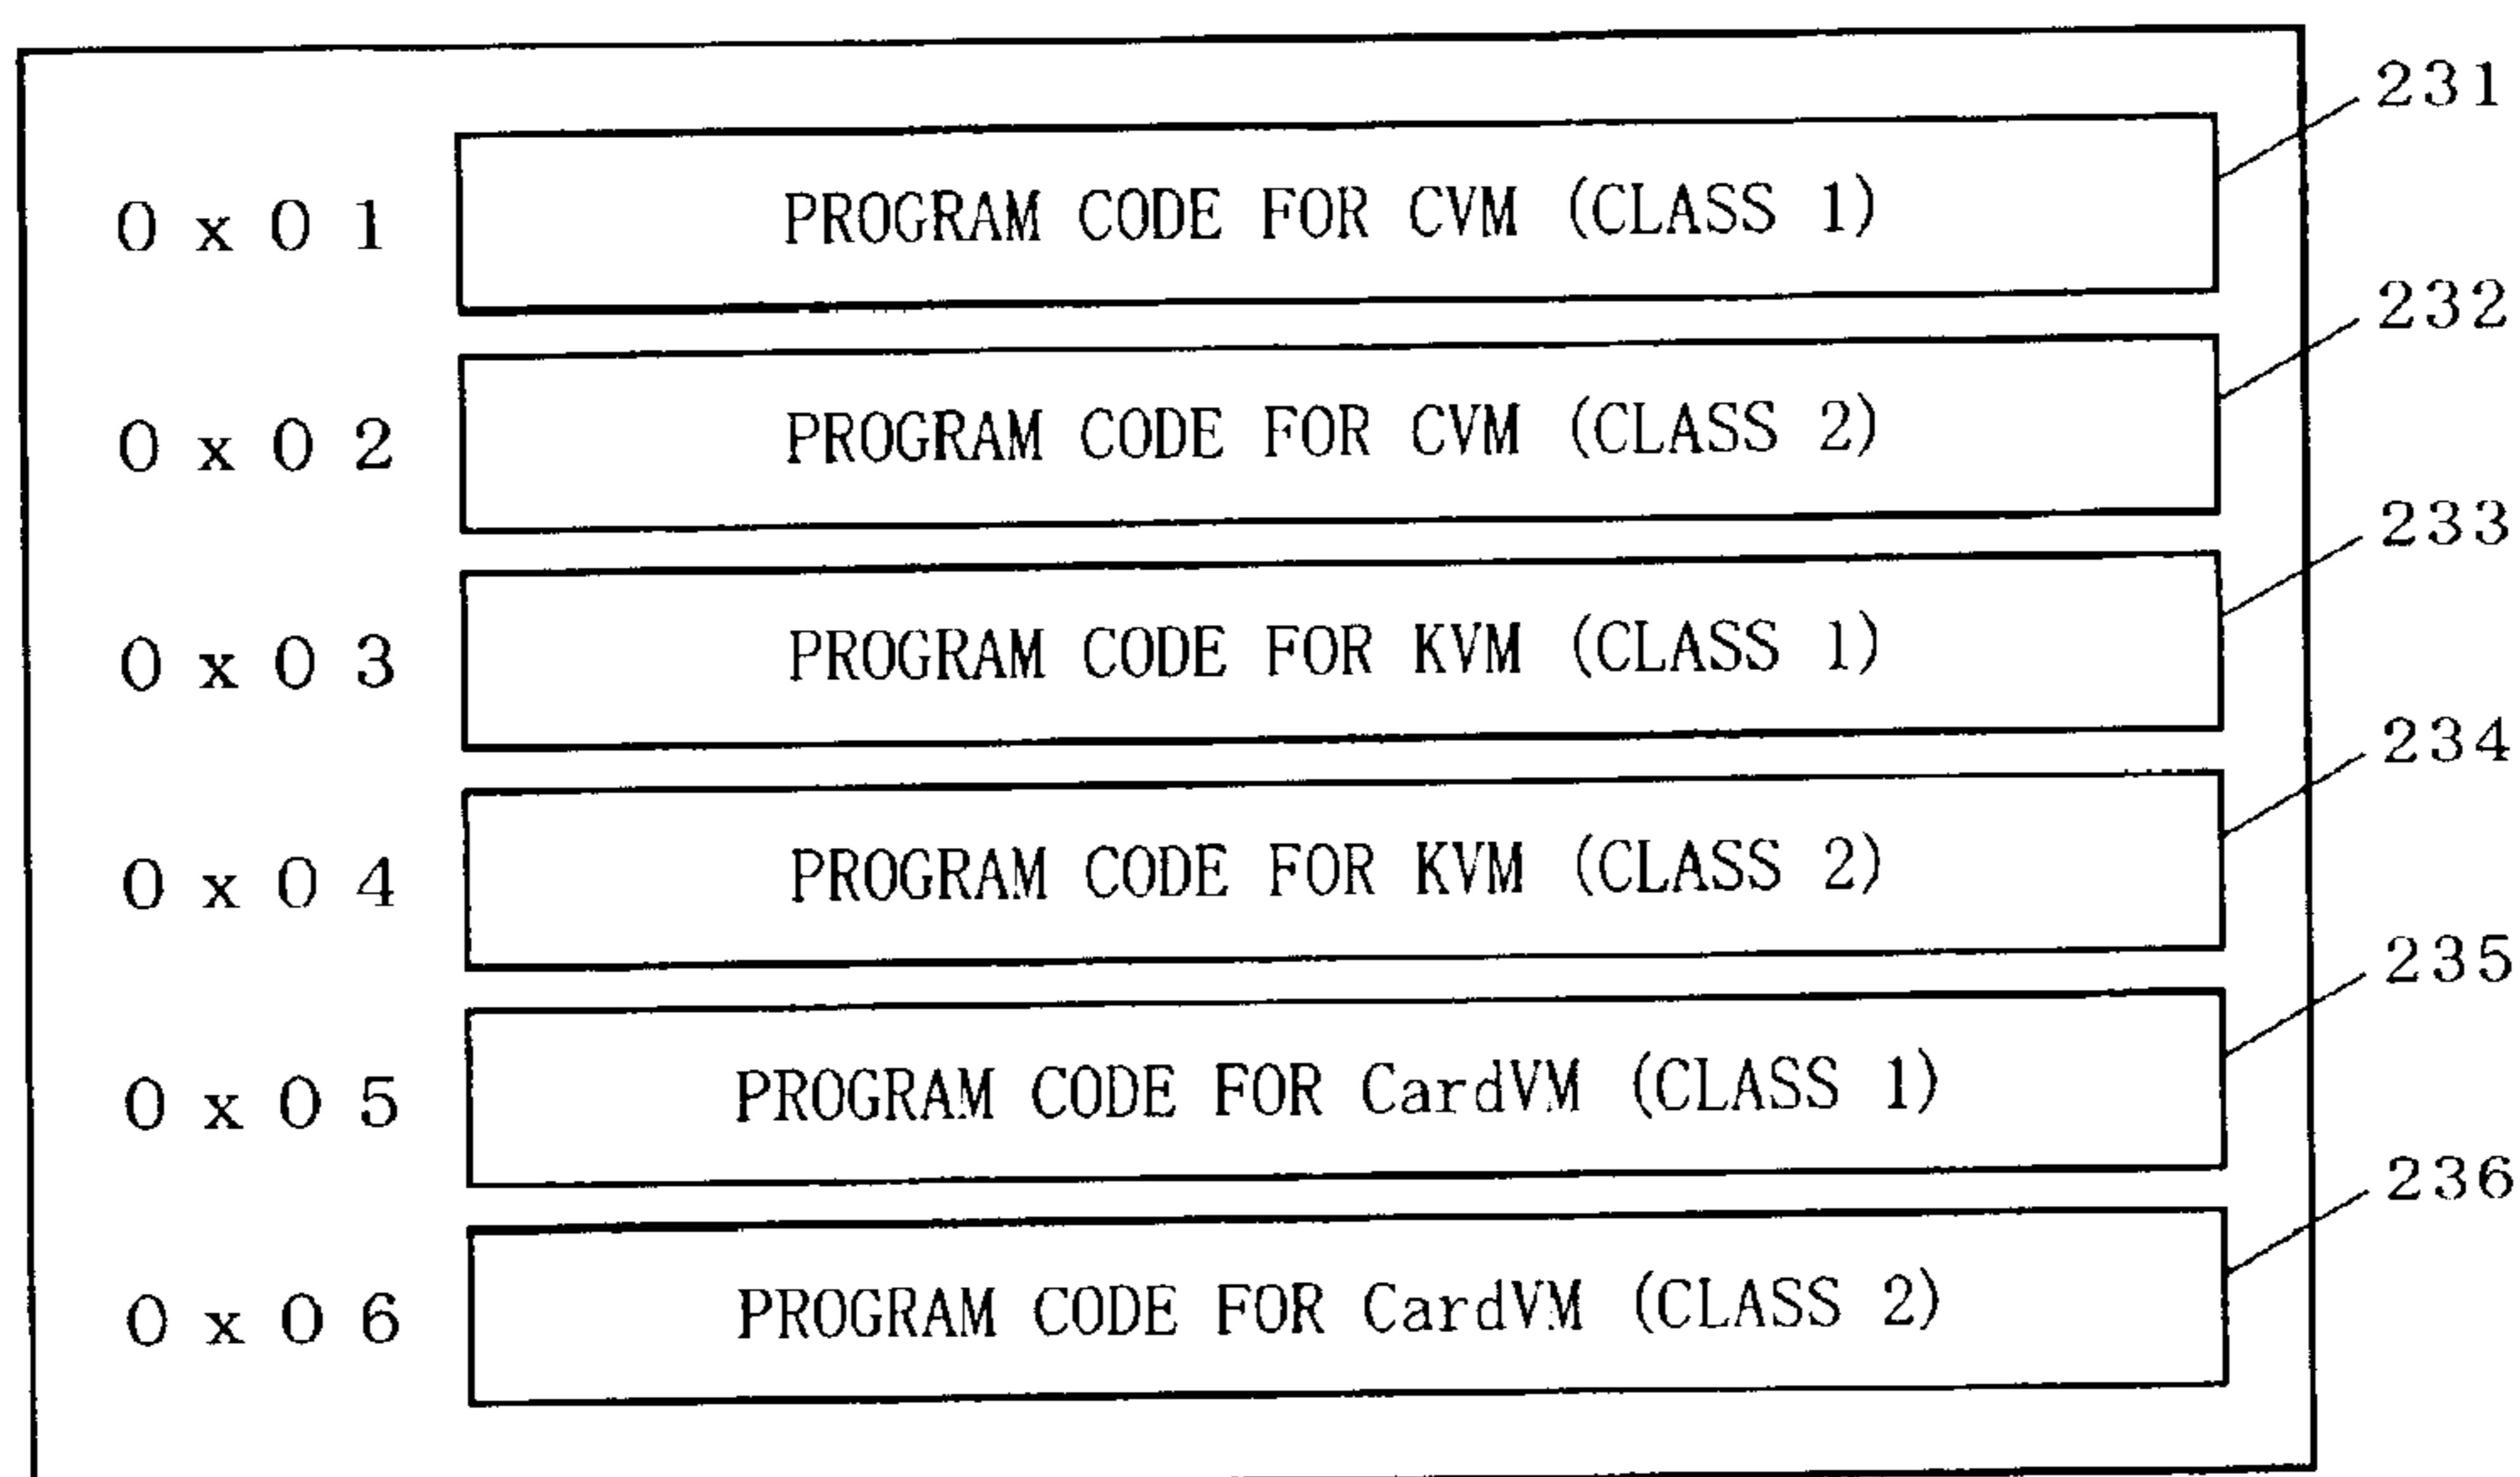 231
0x01 PROGRAM CODE FOR CVM (CLASS 1)
232
0x02 PROGRAM CODE FOR CVM (CLASS 2)
233
0x03 PROGRAM CODE FOR KVM (CLASS 1)
234
0x04 PROGRAM CODE FOR KVM (CLASS 2)
235
0x05 PROGRAM CODE FOR CardVM (CLASS 1)
236
0x06 PROGRAM CODE FOR CardVM (CLASS 2)